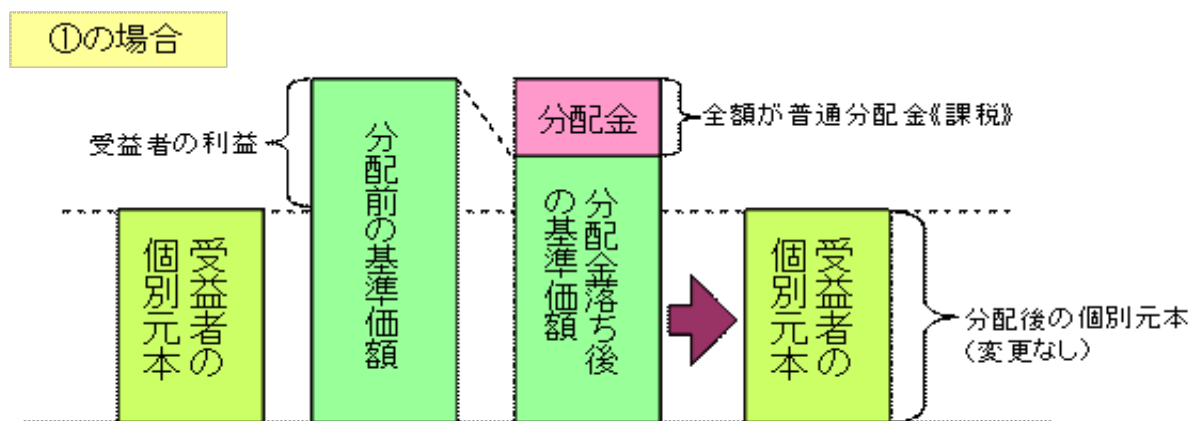 ①の場合
受益者の利益
分配前の基準価額
分配金
全額が普通分配金《課税》
分配金落ち後
の基準価額
受益者の
個別元本
受益者の
個別元本
分配後の個別元本
(変更なし)